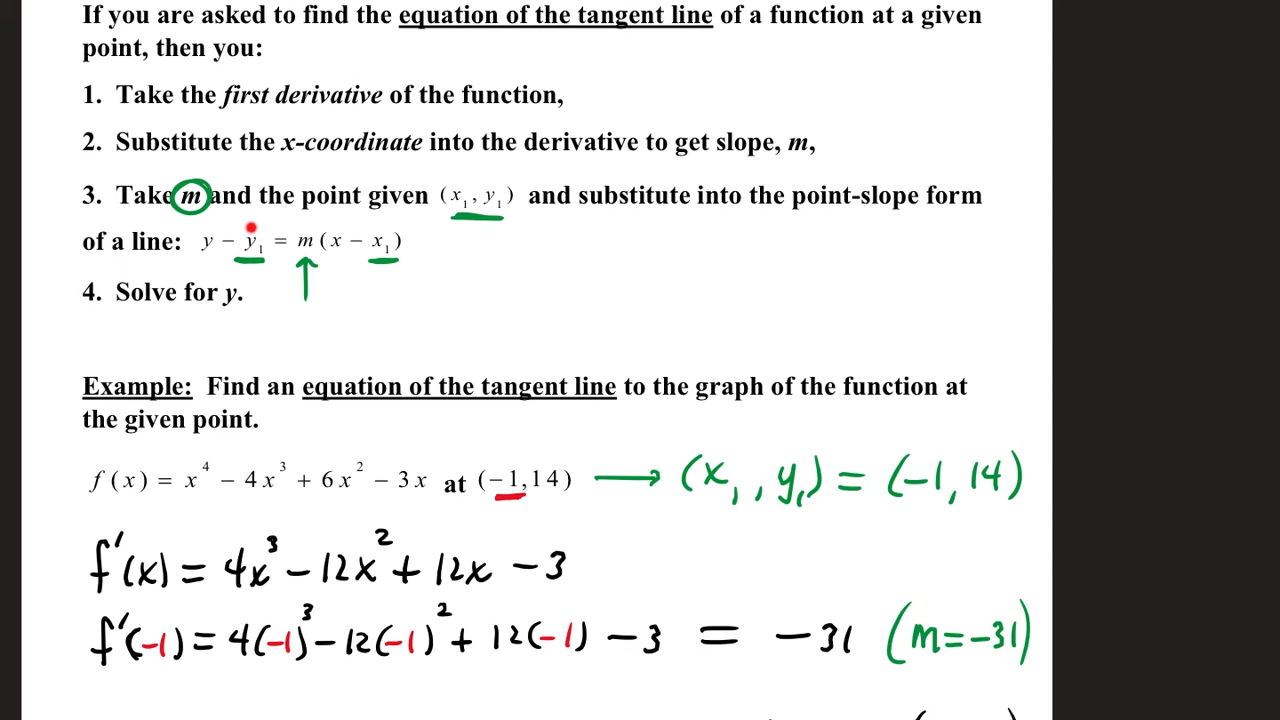 If you are asked to find the equation of the tangent line of a function at a given
point, then you:
1. Take the first derivative of the function,
2. Substitute the x-coordinate into the derivative to get slope, m,
3. Take m and the point given (x₁, y₁) and substitute into the point-slope form
of a line: y − y₁ = m(x − x₁)
4. Solve for y.
Example: Find an equation of the tangent line to the graph of the function at
the given point.
f(x) = x⁴ − 4x³ + 6x² − 3x at (−1,14) ⟶ (x₁, y₁) = (−1, 14)
f′(x) = 4x³ − 12x² + 12x − 3
f′(−1) = 4(−1)³ − 12(−1)² + 12(−1) − 3 = −31 (m=−31)